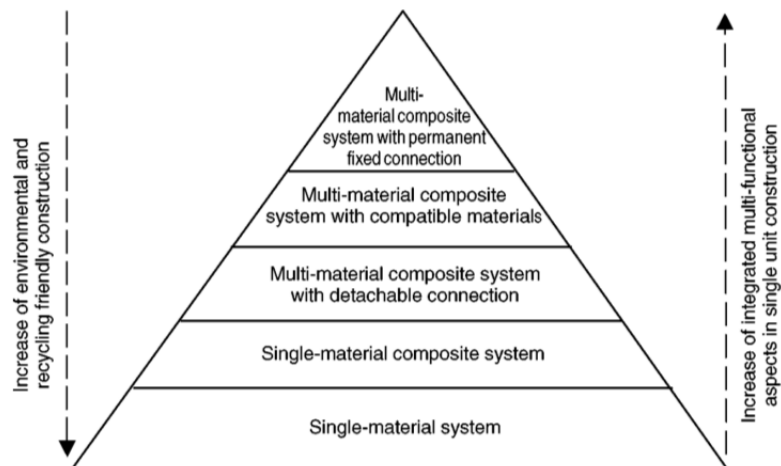 Multi-
material composite
system with permanent
fixed connection
Multi-material composite
system with compatible materials
Multi-material composite system
with detachable connection
Single-material composite system
Single-material system
Increase of environmental and
recycling friendly construction
Increase of integrated multi-functional
aspects in single unit construction